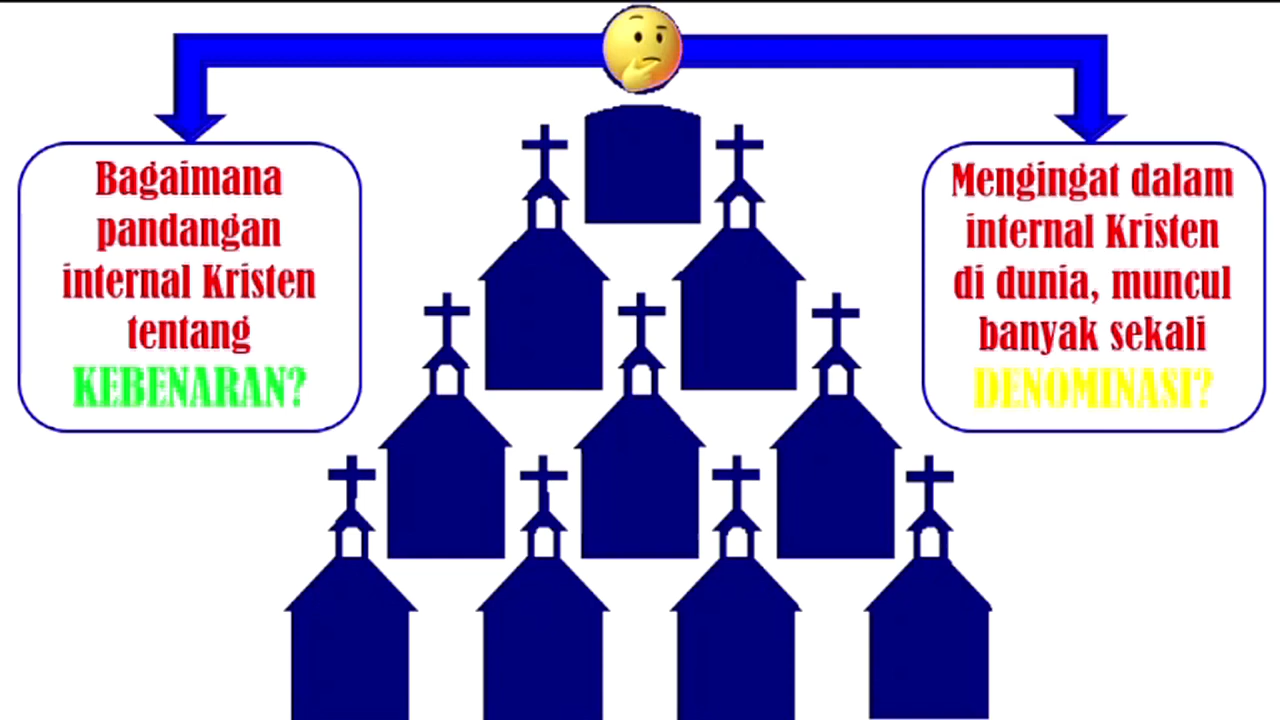 Bagaimana
pandangan
internal Kristen
tentang
KEBENARAN?
Mengingat dalam
internal Kristen
di dunia, muncul
banyak sekali
DENOMINASI?